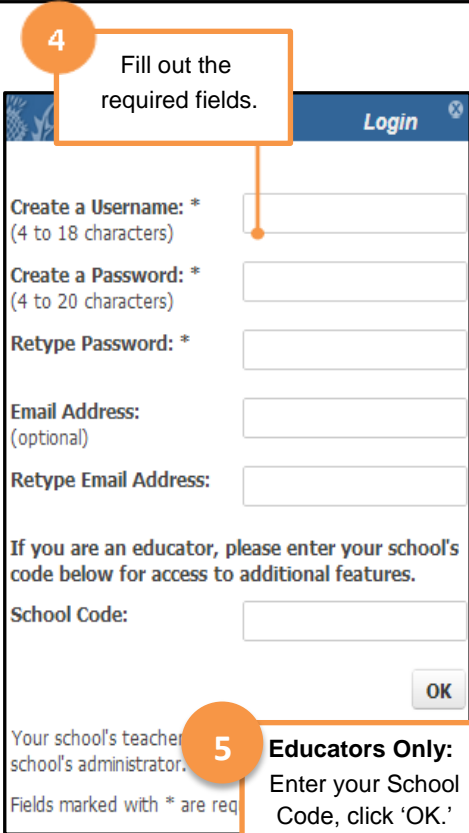 4
Fill out the
required fields.
Login
Create a Username: *
(4 to 18 characters)
Create a Password: *
(4 to 20 characters)
Retype Password: *
Email Address:
(optional)
Retype Email Address:
If you are an educator, please enter your school's
code below for access to additional features.
School Code:
OK
Your school's teacher
school's administrator.
Fields marked with * are
5
Educators Only:
Enter your School
Code, click ‘OK.’